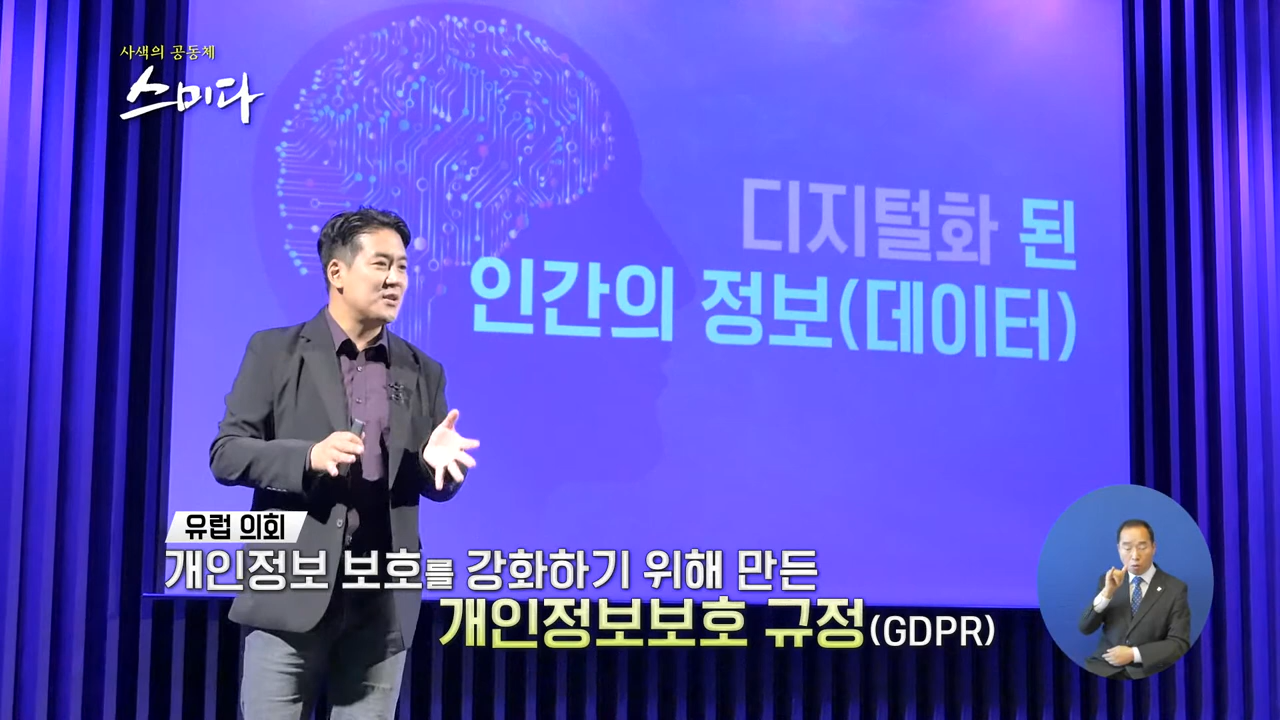 사색의 공동체
스미다
디지털화 된
인간의 정보(데이터)
유럽 의회
개인정보 보호를 강화하기 위해 만든
개인정보보호 규정(GDPR)